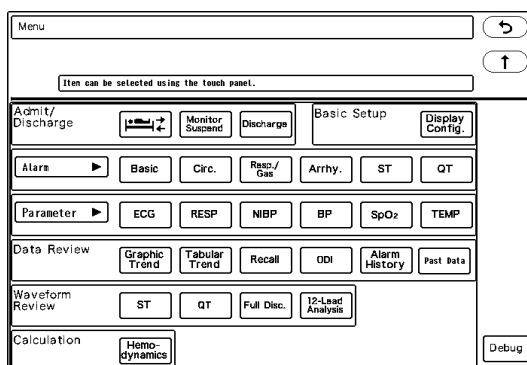 Menu
Iten can be selected using the touch panel.
Admit/
Discharge
Monitor
Suspend
Discharge
Basic Setup
Display
Config.
Alarm
Basic
Circ.
Resp./
Gas
Arrhy.
ST
QT
Parameter
ECG
RESP
NIBP
BP
SpO2
TEMP
Data Review
Graphic
Trend
Tabular
Trend
Recall
ODI
Alarm
History
Past Data
Waveform
Review
ST
QT
Full Disc.
12-Lead
Analysis
Calculation
Hemo-
dynamics
Debug